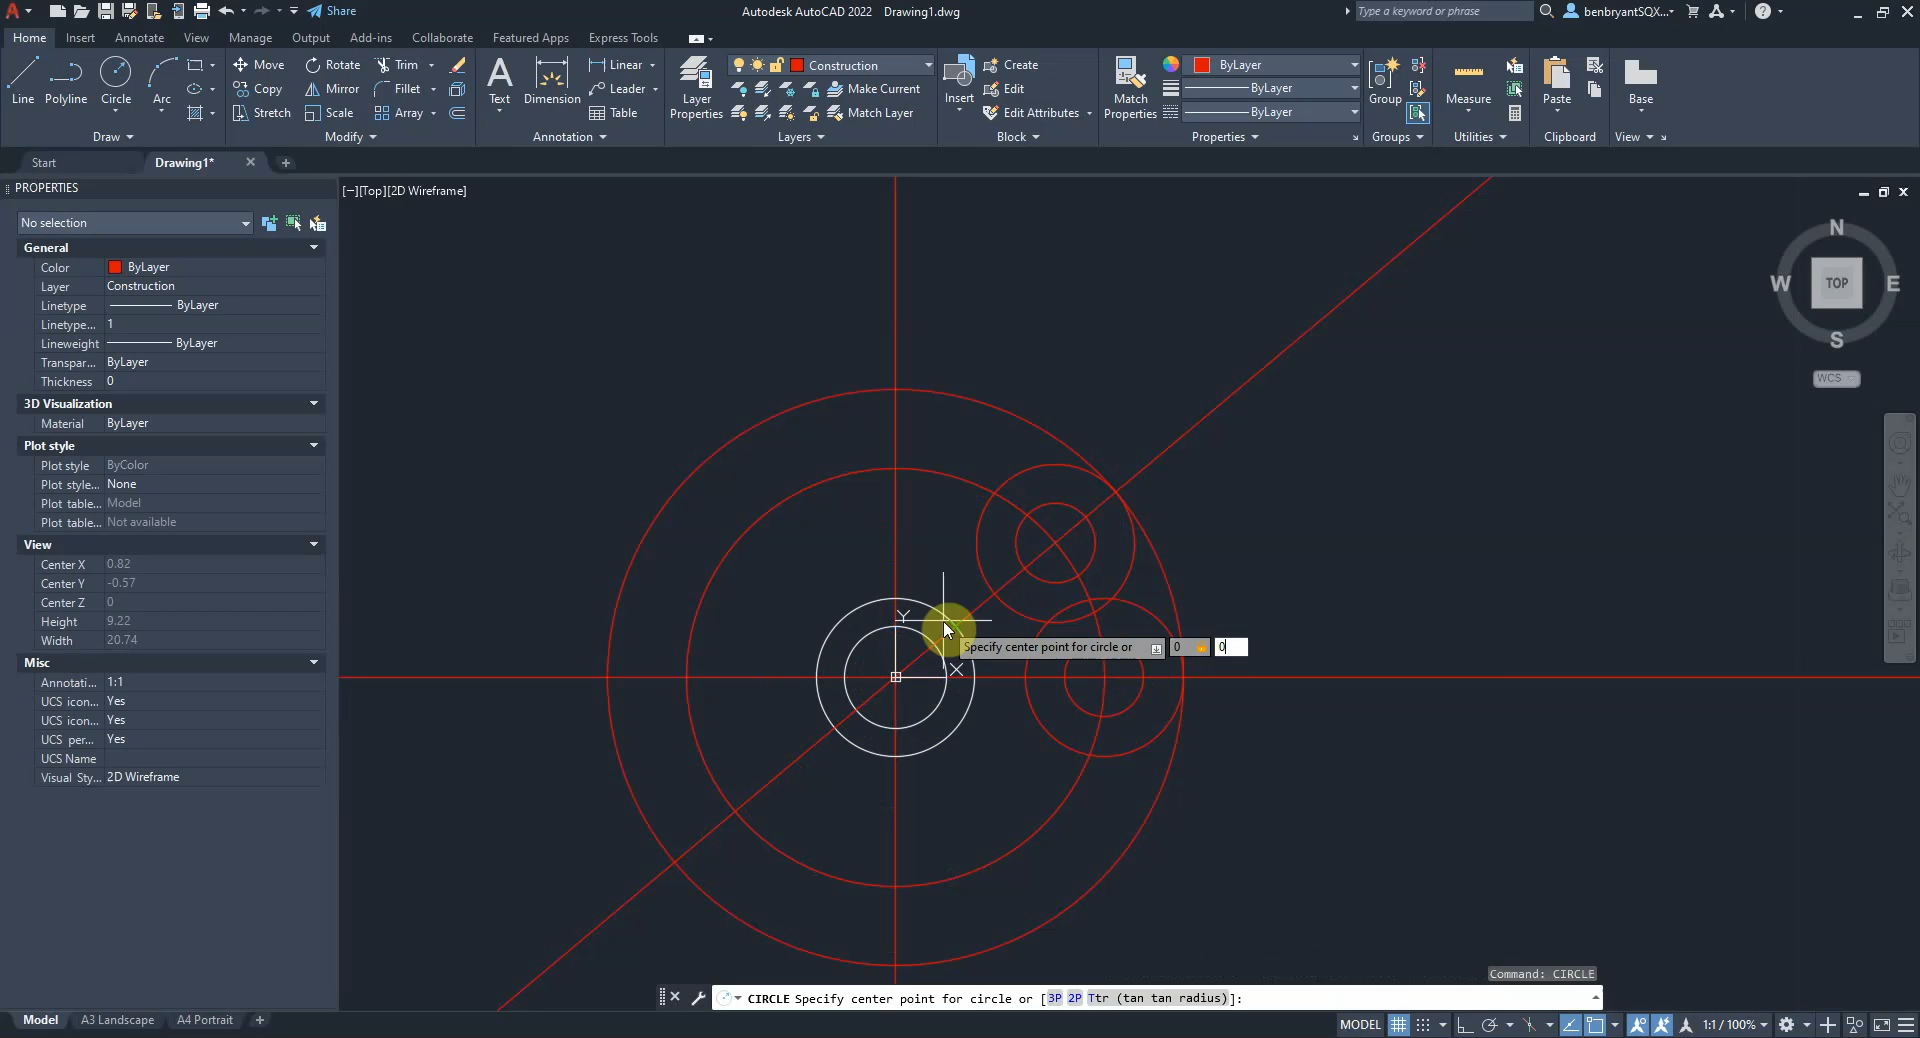 Share
Autodesk AutoCAD 2022 Drawing1.dwg
Type a keyword or phrase
benbryantSQX...
Home Insert Annotate View Manage Output Add-ins Collaborate Featured Apps Express Tools
Line Polyline Circle Arc
Draw
Move Rotate Trim
Copy Mirror Fillet
Stretch Scale Array
Modify
Text Dimension
Linear
Leader
Table
Annotation
Layer Properties
Construction
Make Current
Match Layer
Layers
Insert
Create
Edit
Edit Attributes
Block
Match Properties
ByLayer
ByLayer
ByLayer
Properties
Group
Groups
Measure
Utilities
Paste
Clipboard
Base
View
Start Drawing1*
PROPERTIES
No selection
General
Color ByLayer
Layer Construction
Linetype ByLayer
Linetype... 1
Lineweight ByLayer
Transpar... ByLayer
Thickness 0
3D Visualization
Material ByLayer
Plot style
Plot style ByColor
Plot style... None
Plot table... Model
Plot table... Not available
View
Center X 0.82
Center Y -0.57
Center Z 0
Height 9.22
Width 20.74
Misc
Annotati... 1:1
UCS icon... Yes
UCS icon... Yes
UCS per... Yes
UCS Name
Visual Sty... 2D Wireframe
[−][Top][2D Wireframe]
N
W TOP E
S
WCS
Y
X
Specify center point for circle or 0 0
Command: CIRCLE
CIRCLE Specify center point for circle or [3P 2P Ttr (tan tan radius)]:
Model A3 Landscape A4 Portrait
MODEL 1:1 / 100%